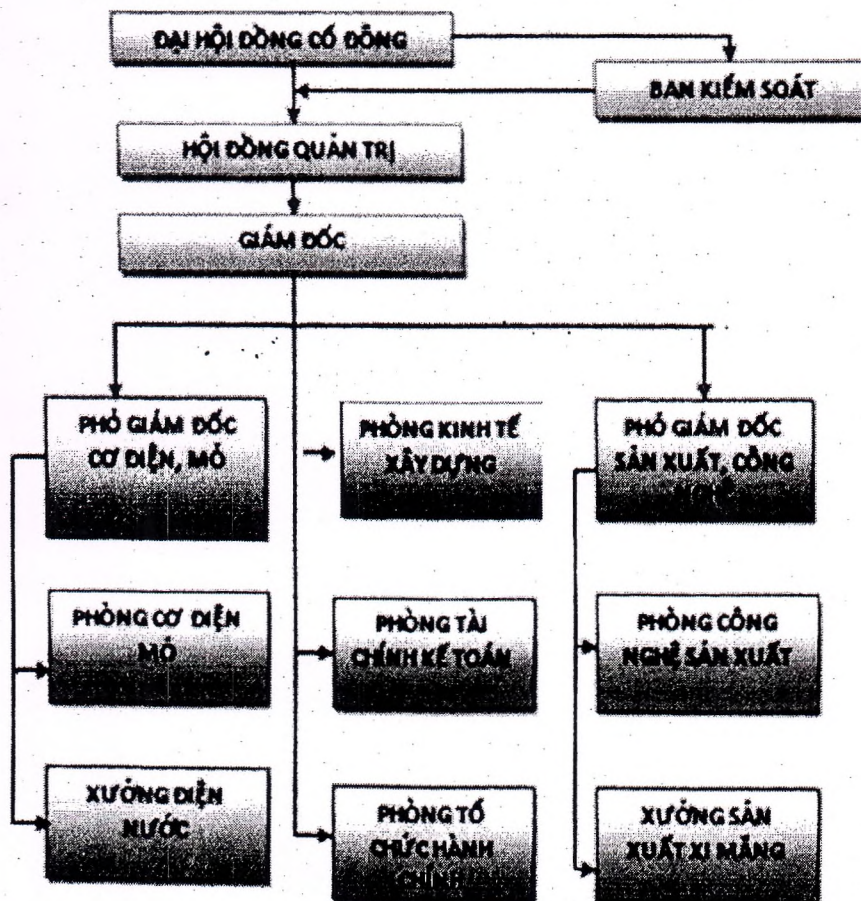 ĐẠI HỘI ĐỒNG CỔ ĐÔNG
BAN KIỂM SOÁT
HỘI ĐỒNG QUẢN TRỊ
GIÁM ĐỐC
PHÓ GIÁM ĐỐC
CƠ ĐIỆN, MỎ
PHÒNG KINH TẾ
XÂY DỰNG
PHÓ GIÁM ĐỐC
SẢN XUẤT, CÔNG
NGHỆ
PHÒNG CƠ ĐIỆN
MỎ
PHÒNG TÀI
CHÍNH KẾ TOÁN
PHÒNG CÔNG
NGHỆ SẢN XUẤT
XƯỞNG ĐIỆN
NƯỚC
PHÒNG TỔ
CHỨC HÀNH
CHÍNH
XƯỞNG SẢN
XUẤT XI MĂNG